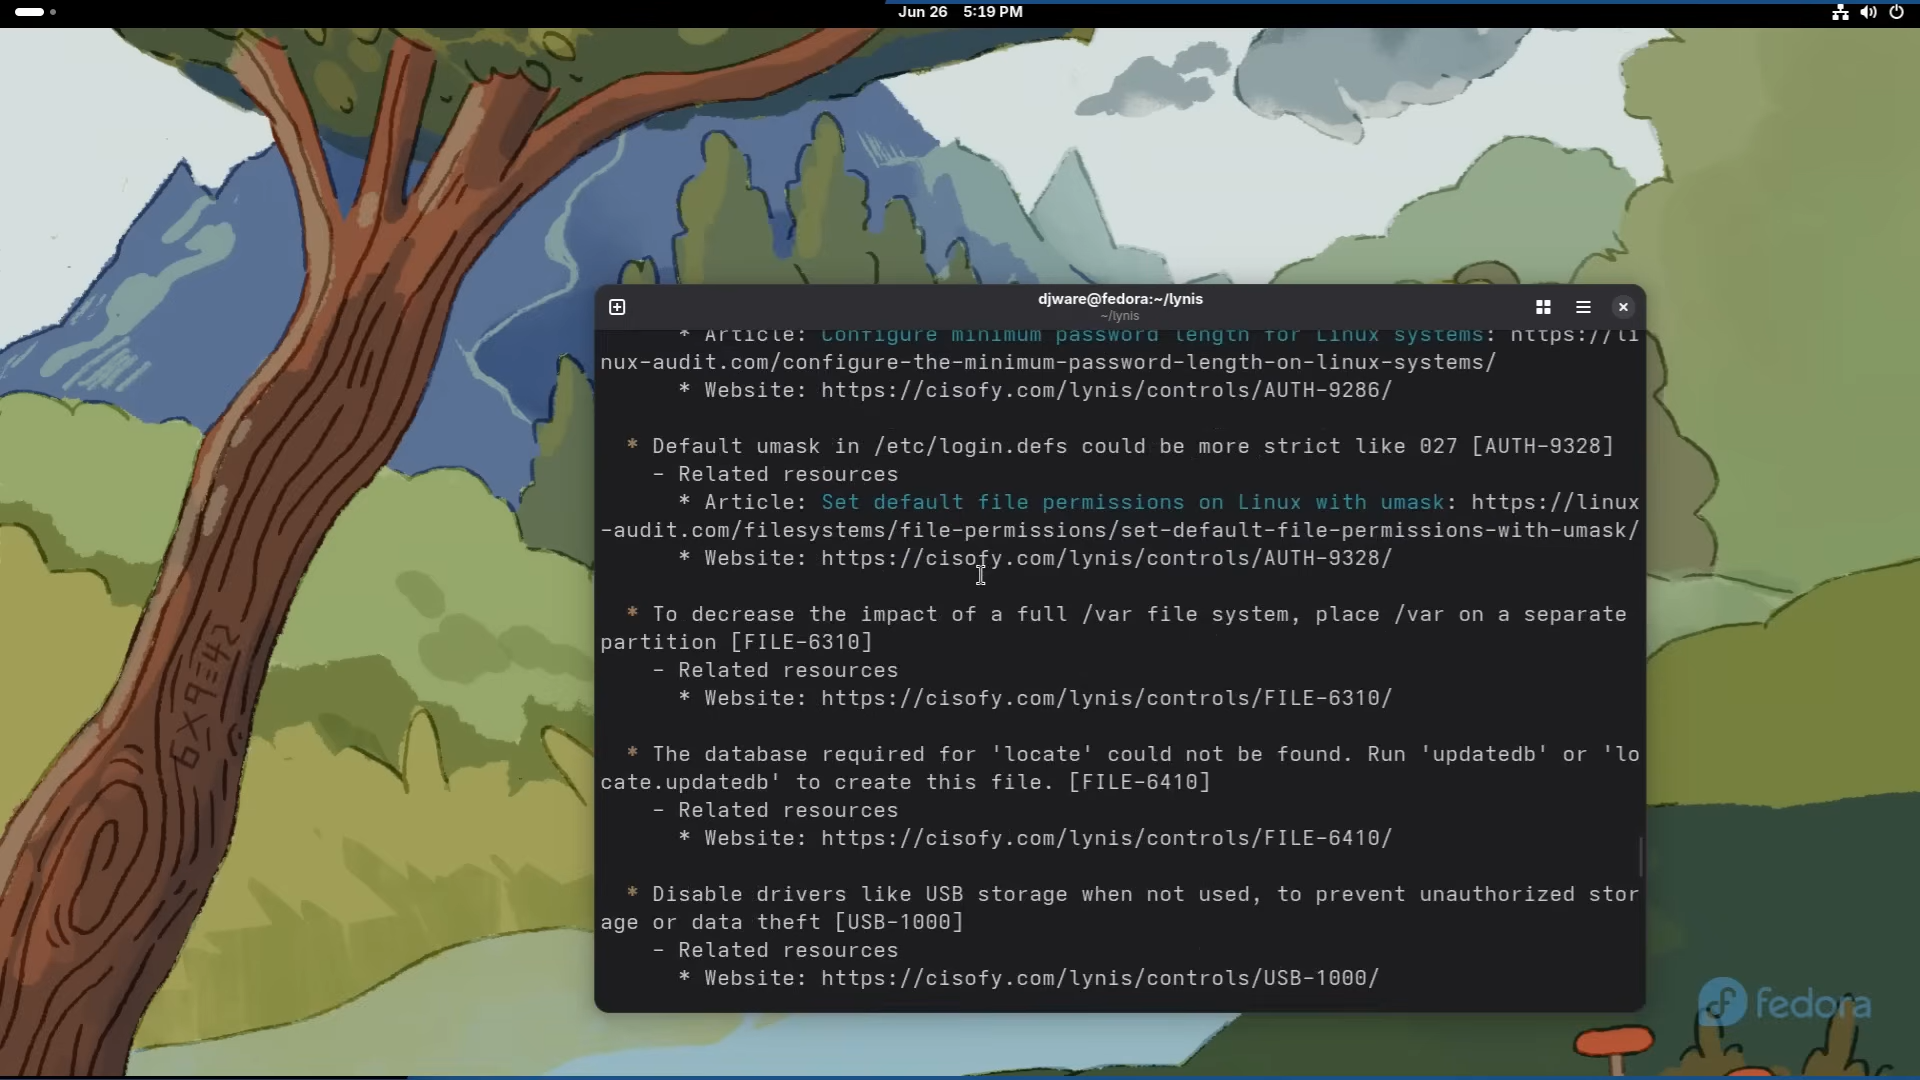 Jun 26 5:19 PM
djware@fedora:~/lynis
~/lynis
* Article: Configure minimum password length for Linux systems: https://li
nux-audit.com/configure-the-minimum-password-length-on-linux-systems/
* Website: https://cisofy.com/lynis/controls/AUTH-9286/
* Default umask in /etc/login.defs could be more strict like 027 [AUTH-9328]
- Related resources
* Article: Set default file permissions on Linux with umask: https://linux
-audit.com/filesystems/file-permissions/set-default-file-permissions-with-umask/
* Website: https://cisofy.com/lynis/controls/AUTH-9328/
* To decrease the impact of a full /var file system, place /var on a separate
partition [FILE-6310]
- Related resources
* Website: https://cisofy.com/lynis/controls/FILE-6310/
* The database required for 'locate' could not be found. Run 'updatedb' or 'lo
cate.updatedb' to create this file. [FILE-6410]
- Related resources
* Website: https://cisofy.com/lynis/controls/FILE-6410/
* Disable drivers like USB storage when not used, to prevent unauthorized stor
age or data theft [USB-1000]
- Related resources
* Website: https://cisofy.com/lynis/controls/USB-1000/
6×9=42
fedora